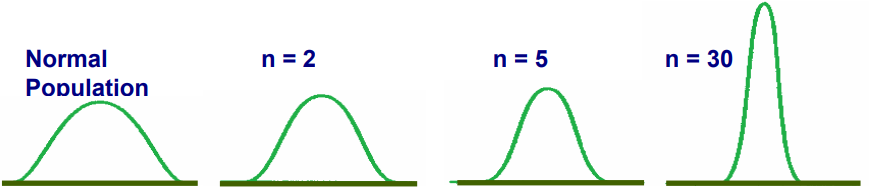 Normal
Population
n = 2
n = 5
n = 30